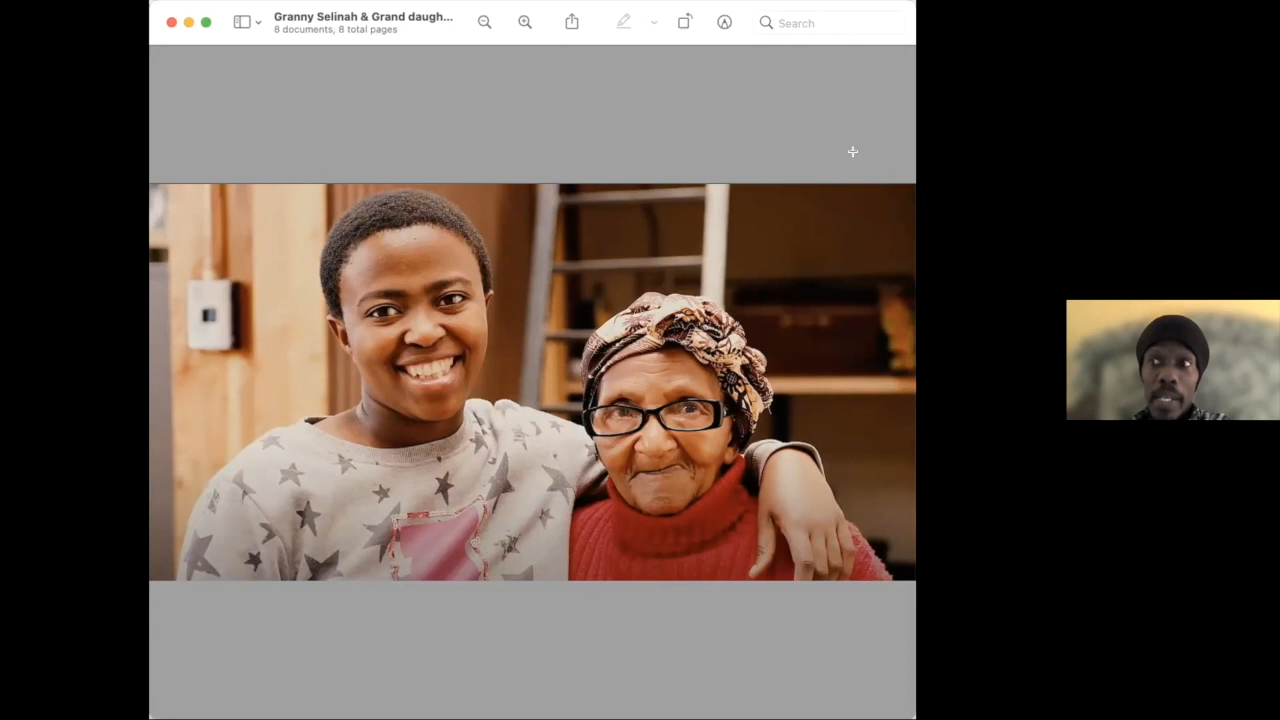 Granny Selinah & Grand daugh...
8 documents, 8 total pages
Search